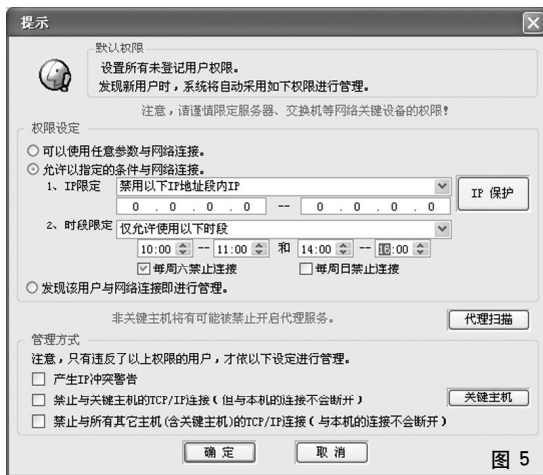 提示
默认权限
设置所有未登记用户权限。
发现新用户时，系统将自动采用如下权限进行管理。
注意，请谨慎限定服务器、交换机等网络关键设备的权限!
权限设定
可以使用任意参数与网络连接。
允许以指定的条件与网络连接。
1、IP限定 禁用以下IP地址段内IP
IP 保护
0 . 0 . 0 . 0 -- 0 . 0 . 0 . 0
2、时段限定 仅允许使用以下时段
10:00 -- 11:00 和 14:00 -- 16:00
每周六禁止连接 每周日禁止连接
发现该用户与网络连接即进行管理。
非关键主机将有可能被禁止开启代理服务。 代理扫描
管理方式
注意，只有违反了以上权限的用户，才依以下设定进行管理。
产生IP冲突警告
禁止与关键主机的TCP/IP连接（但与本机的连接不会断开） 关键主机
禁止与所有其它主机(含关键主机)的TCP/IP连接（与本机的连接不会断开）
确 定 取 消
图 5